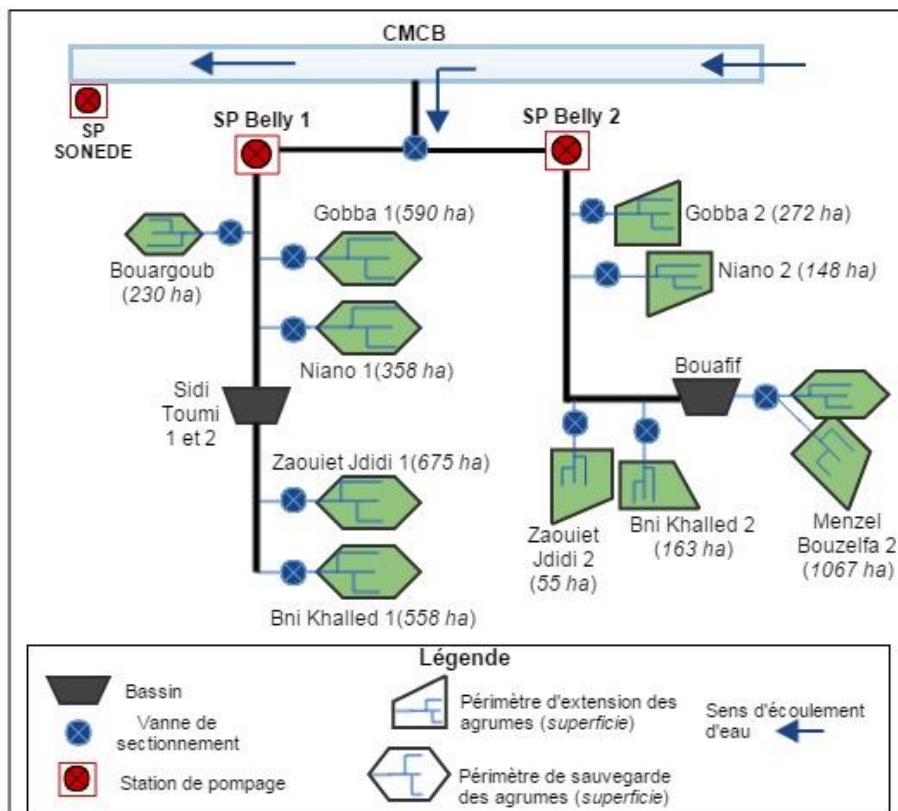 CMCB
SP
SONEDE
SP Belly 1
SP Belly 2
Bouargoub
(230 ha)
Gobba 1(590 ha)
Niano 1(358 ha)
Sidi
Toumi
1 et 2
Zaouiet Jdidi 1(675 ha)
Bni Khalled 1(558 ha)
Gobba 2 (272 ha)
Niano 2 (148 ha)
Bouafif
Zaouiet
Jdidi 2
(55 ha)
Bni Khalled 2
(163 ha)
Menzel
Bouzelfa 2
(1067 ha)
Légende
Bassin
Vanne de
sectionnement
Station de pompage
Périmètre d'extension des
agrumes (superficie)
Périmètre de sauvegarde
des agrumes (superficie)
Sens d'écoulement
d'eau